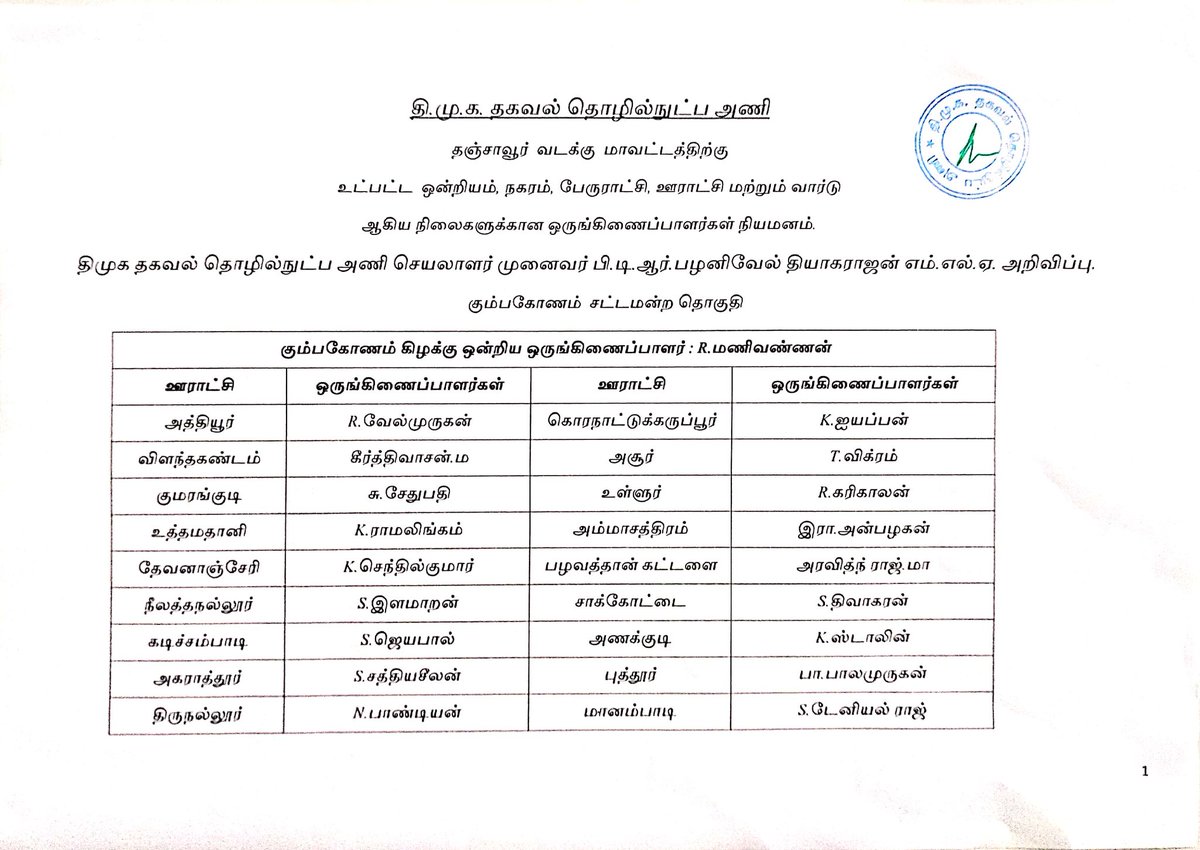 தி.மு.க. தகவல் தொழில்நுட்ப அணி
தி.மு.க. தகவல் தொழில்நுட்ப அணி
தஞ்சாவூர் வடக்கு மாவட்டத்திற்கு
உட்பட்ட ஒன்றியம், நகரம், பேரூராட்சி, ஊராட்சி மற்றும் வார்டு
ஆகிய நிலைகளுக்கான ஒருங்கிணைப்பாளர்கள் நியமனம்.
திமுக தகவல் தொழில்நுட்ப அணி செயலாளர் முனைவர் பி.டி.ஆர்.பழனிவேல் தியாகராஜன் எம்.எல்.ஏ. அறிவிப்பு.
கும்பகோணம் சட்டமன்ற தொகுதி
கும்பகோணம் கிழக்கு ஒன்றிய ஒருங்கிணைப்பாளர் : R.மணிவண்ணன்
ஊராட்சி ஒருங்கிணைப்பாளர்கள் ஊராட்சி ஒருங்கிணைப்பாளர்கள்
அத்தியூர் R.வேல்முருகன் கொரநாட்டுக்கருப்பூர் K.ஐயப்பன்
விளந்தகண்டம் கீர்த்திவாசன்.ம அசூர் T.விக்ரம்
குமரங்குடி சு.சேதுபதி உள்ளுர் R.கரிகாலன்
உத்தமதானி K.ராமலிங்கம் அம்மாசத்திரம் இரா.அன்பழகன்
தேவனாஞ்சேரி K.செந்தில்குமார் பழவத்தான் கட்டளை அரவித்ந் ராஜ்.மா
நீலத்தநல்லூர் S.இளமாறன் சாக்கோட்டை S.திவாகரன்
கடிச்சம்பாடி S.ஜெயபால் அணக்குடி K.ஸ்டாலின்
அகராத்தூர் S.சத்தியசீலன் புத்தூர் பா.பாலமுருகன்
திருநல்லூர் N.பாண்டியன் மானம்பாடி S.டேனியல் ராஜ்
1